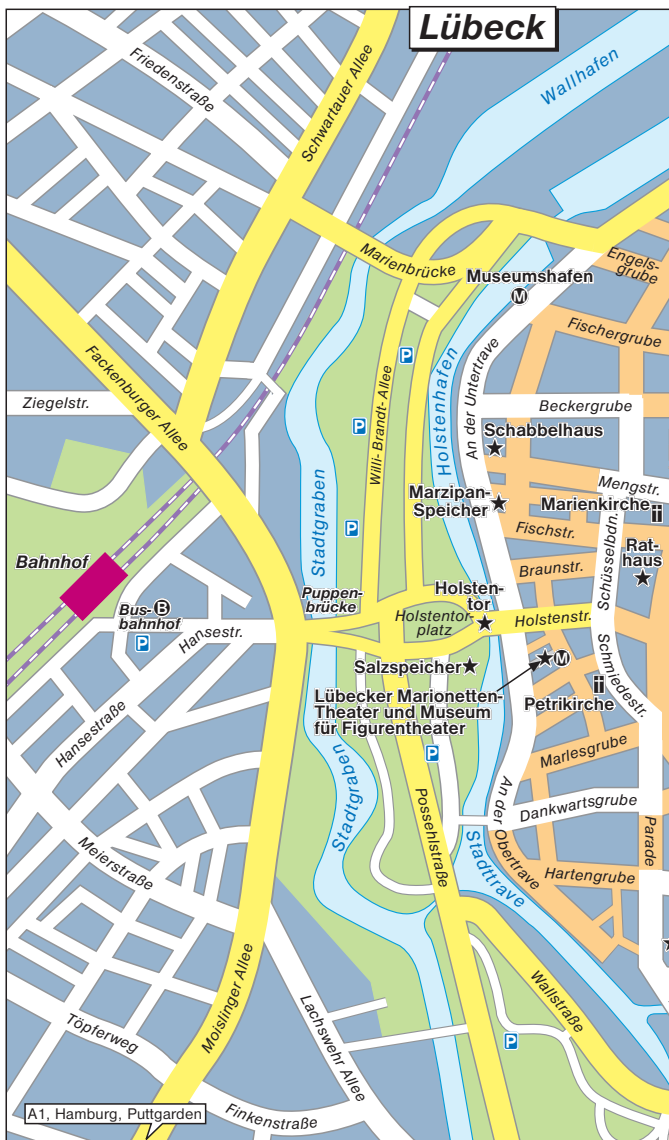 Lübeck
Friedenstraße
Schwartauer Allee
Wallhafen
Marienbrücke
Museumshafen
M
Engels-
grube
Fischergrube
Fackenburger Allee
P
Willi-Brandt-Allee
Holstenhafen
An der Untertrave
Ziegelstr.
Beckergrube
P
Schabbelhaus
Stadtgraben
Mengstr.
Marzipan-
Speicher
Marienkirche
P
Fischstr.
Schüsselbdn.
Rat-
haus
Bahnhof
Braunstr.
Puppen-
brücke
Holsten-
tor
Bus-
bahnhof
B
P
Hansestr.
Holstentor-
platz
Holstenstr.
Salzspeicher
M
Schmiedestr.
Lübecker Marionetten-
Theater und Museum
für Figurentheater
Petrikirche
Hansestraße
P
Marlesgrube
Stadtgraben
Possehlstraße
An der Obertrave
Dankwartsgrube
Parade
Meierstraße
Stadttrave
Hartengrube
Moislinger Allee
Wallstraße
Lachswehr Allee
Töpferweg
P
A1, Hamburg, Puttgarden
Finkenstraße